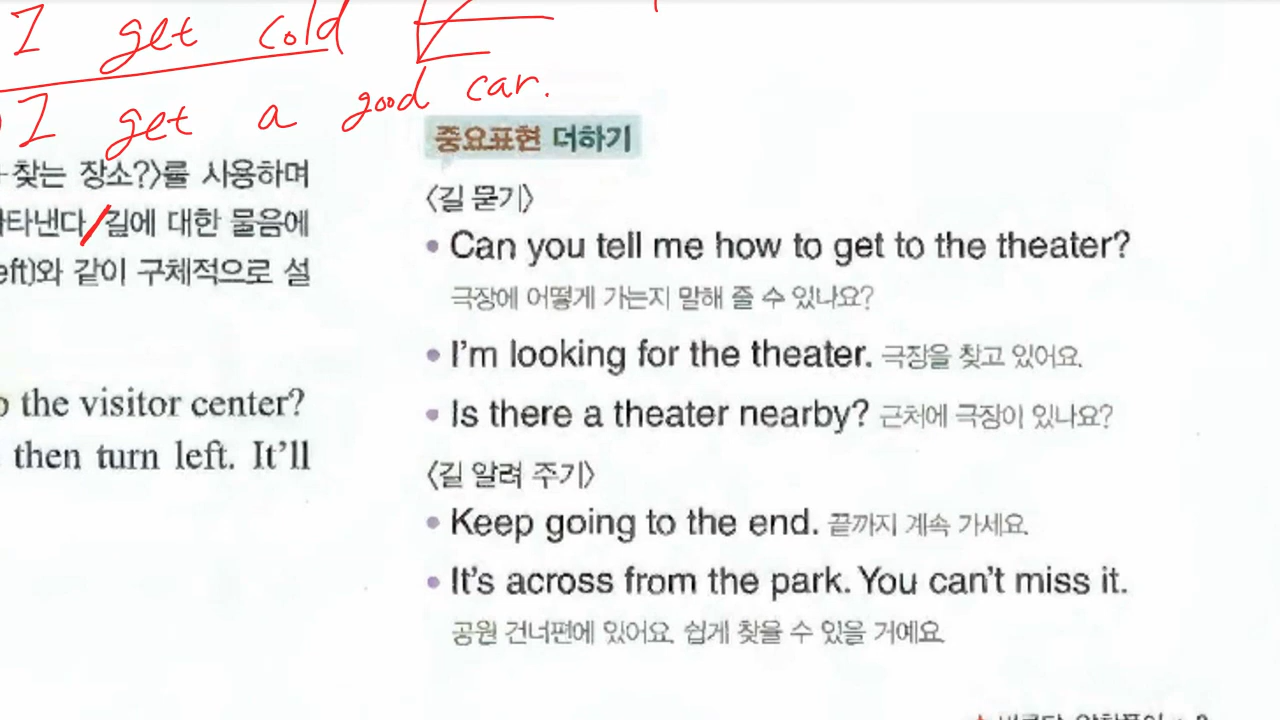 I get cold
I get a good car.
찾는 장소?〉를 사용하며
타낸다/길에 대한 물음에
eft)와 같이 구체적으로 설
the visitor center?
then turn left. It'll
중요표현 더하기
〈길 묻기〉
• Can you tell me how to get to the theater?
극장에 어떻게 가는지 말해 줄 수 있나요?
• I'm looking for the theater. 극장을 찾고 있어요.
• Is there a theater nearby? 근처에 극장이 있나요?
〈길 알려 주기〉
• Keep going to the end. 끝까지 계속 가세요.
• It's across from the park. You can't miss it.
공원 건너편에 있어요. 쉽게 찾을 수 있을 거예요.